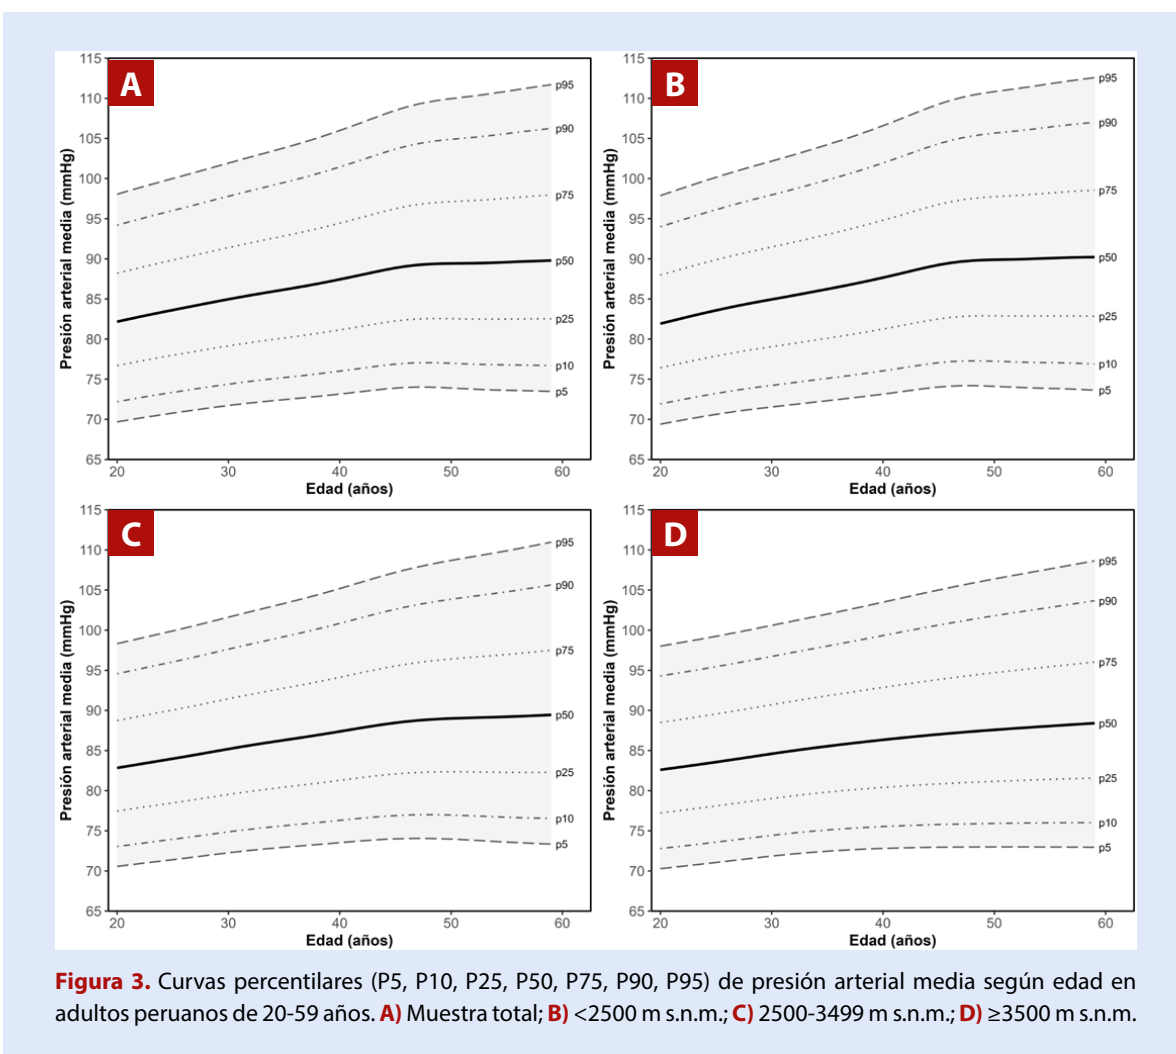 A
Presión arterial media (mmHg)
115
110
105
100
95
90
85
80
75
70
65
p95
p90
p75
p50
p25
p10
p5
20 30 40 50 60
Edad (años)
B
Presión arterial media (mmHg)
115
110
105
100
95
90
85
80
75
70
65
p95
p90
p75
p50
p25
p10
p5
20 30 40 50 60
Edad (años)
C
Presión arterial media (mmHg)
115
110
105
100
95
90
85
80
75
70
65
p95
p90
p75
p50
p25
p10
p5
20 30 40 50 60
Edad (años)
D
Presión arterial media (mmHg)
115
110
105
100
95
90
85
80
75
70
65
p95
p90
p75
p50
p25
p10
p5
20 30 40 50 60
Edad (años)
Figura 3. Curvas percentilares (P5, P10, P25, P50, P75, P90, P95) de presión arterial media según edad en
adultos peruanos de 20-59 años. A) Muestra total; B) <2500 m s.n.m.; C) 2500-3499 m s.n.m.; D) ≥3500 m s.n.m.